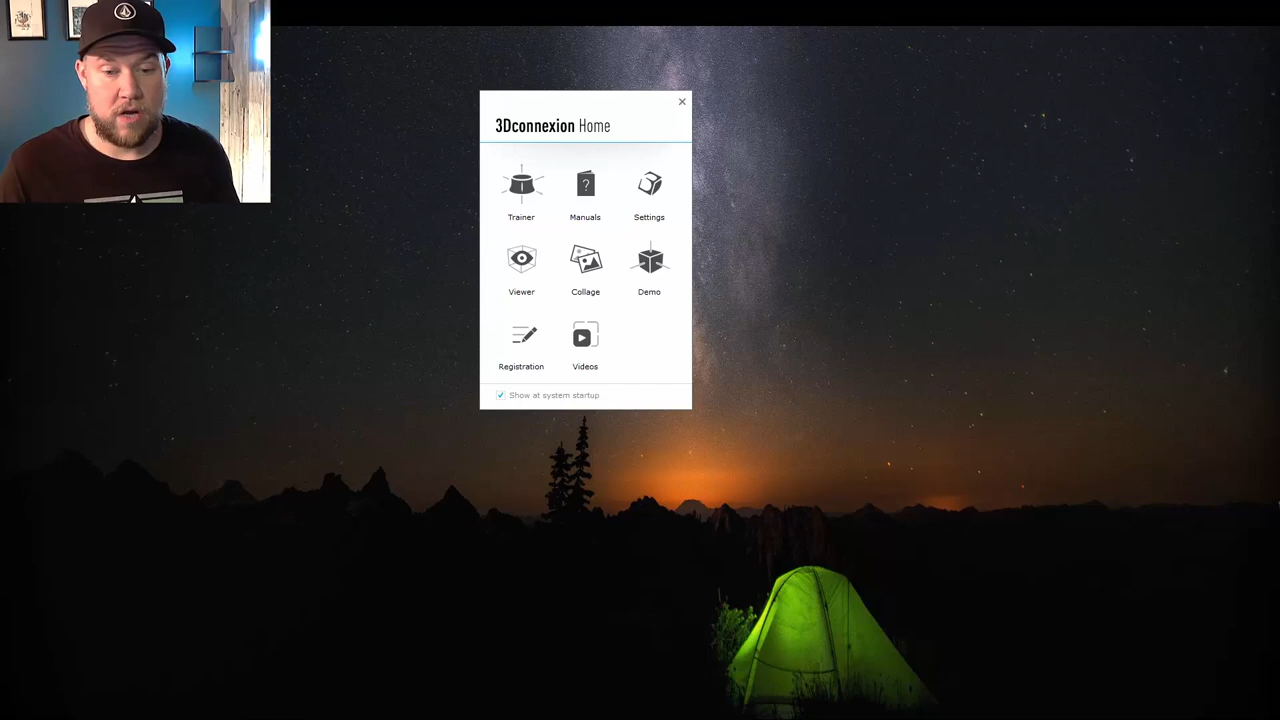 3Dconnexion Home
Trainer
Manuals
Settings
Viewer
Collage
Demo
Registration
Videos
Show at system startup